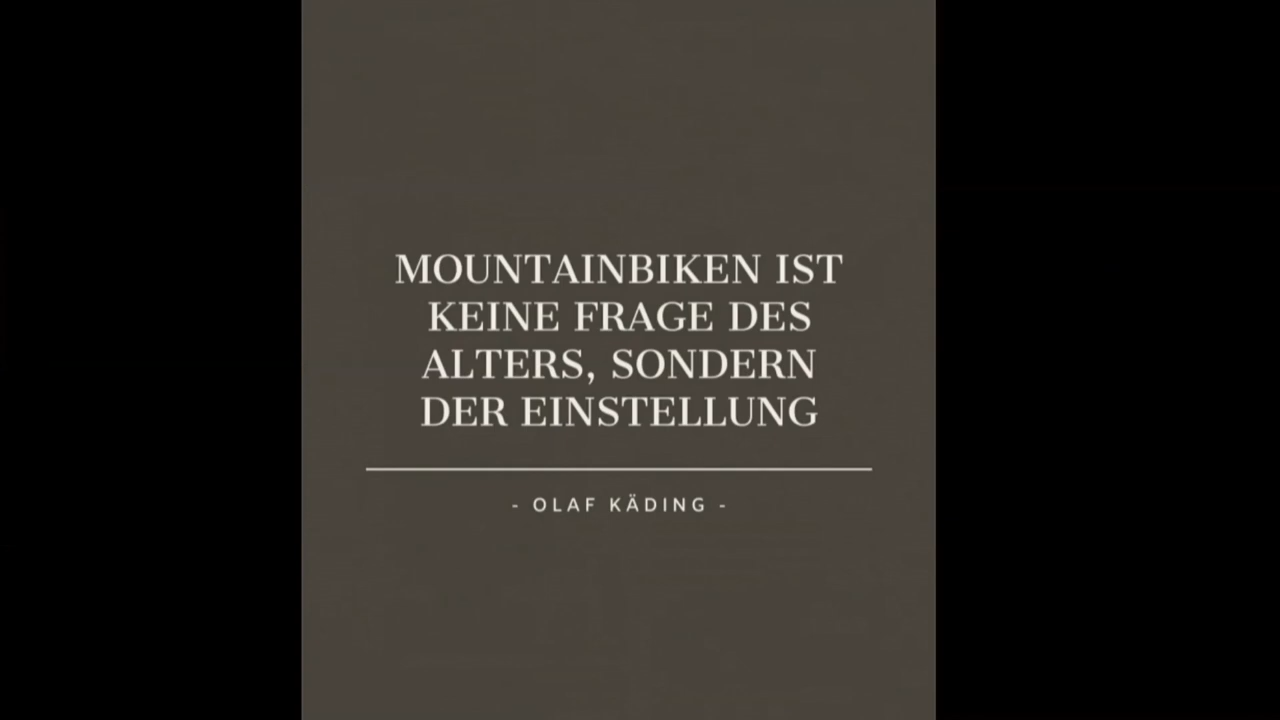 MOUNTAINBIKEN IST
KEINE FRAGE DES
ALTERS, SONDERN
DER EINSTELLUNG
- OLAF KÄDING -